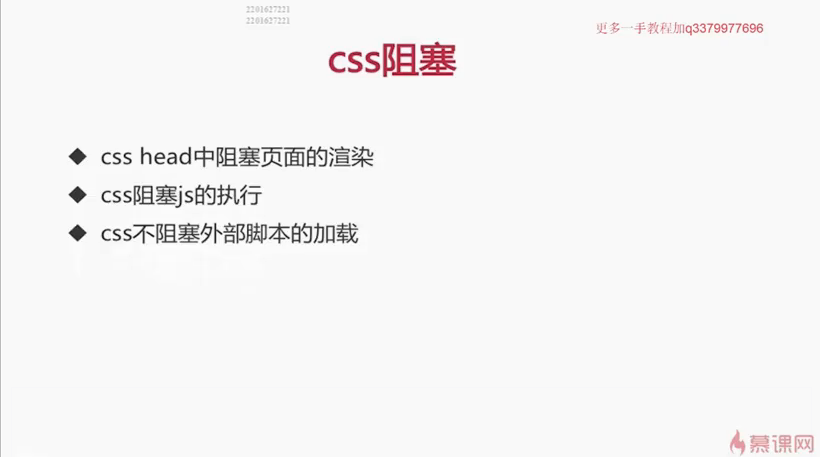 2201627221
2201627221
更多一手教程加q3379977696
css阻塞
css head中阻塞页面的渲染
css阻塞js的执行
css不阻塞外部脚本的加载
慕课网